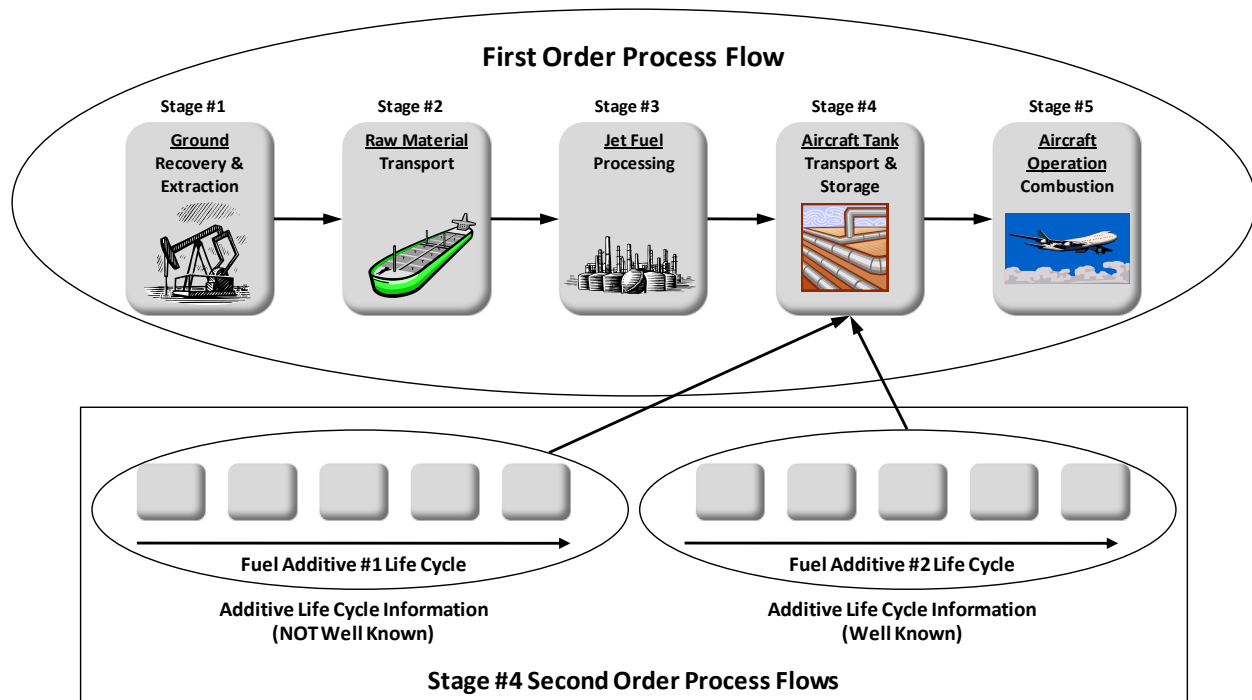 First Order Process Flow
Stage #1
Ground
Recovery &
Extraction
Stage #2
Raw Material
Transport
Stage #3
Jet Fuel
Processing
Stage #4
Aircraft Tank
Transport &
Storage
Stage #5
Aircraft
Operation
Combustion
Fuel Additive #1 Life Cycle
Additive Life Cycle Information
(NOT Well Known)
Fuel Additive #2 Life Cycle
Additive Life Cycle Information
(Well Known)
Stage #4 Second Order Process Flows